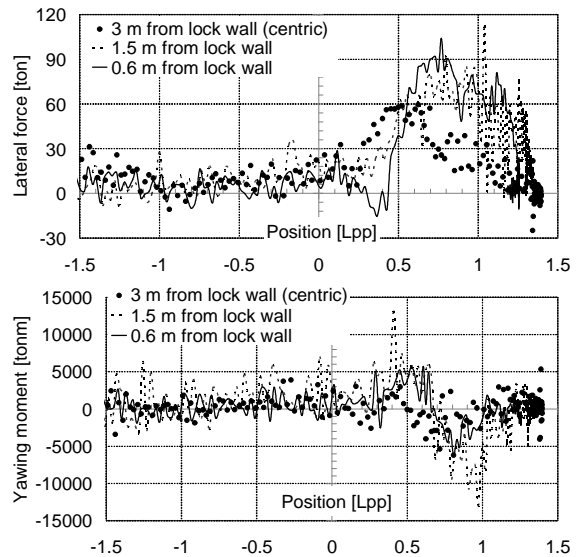 120
90
60
30
0
-30
Lateral force [ton]
3 m from lock wall (centric)
1.5 m from lock wall
0.6 m from lock wall
Position [Lpp]
-1.5 -1 -0.5 0 0.5 1 1.5
15000
10000
5000
0
-5000
-10000
-15000
Yawing moment [tonm]
3 m from lock wall (centric)
1.5 m from lock wall
0.6 m from lock wall
Position [Lpp]
-1.5 -1 -0.5 0 0.5 1 1.5